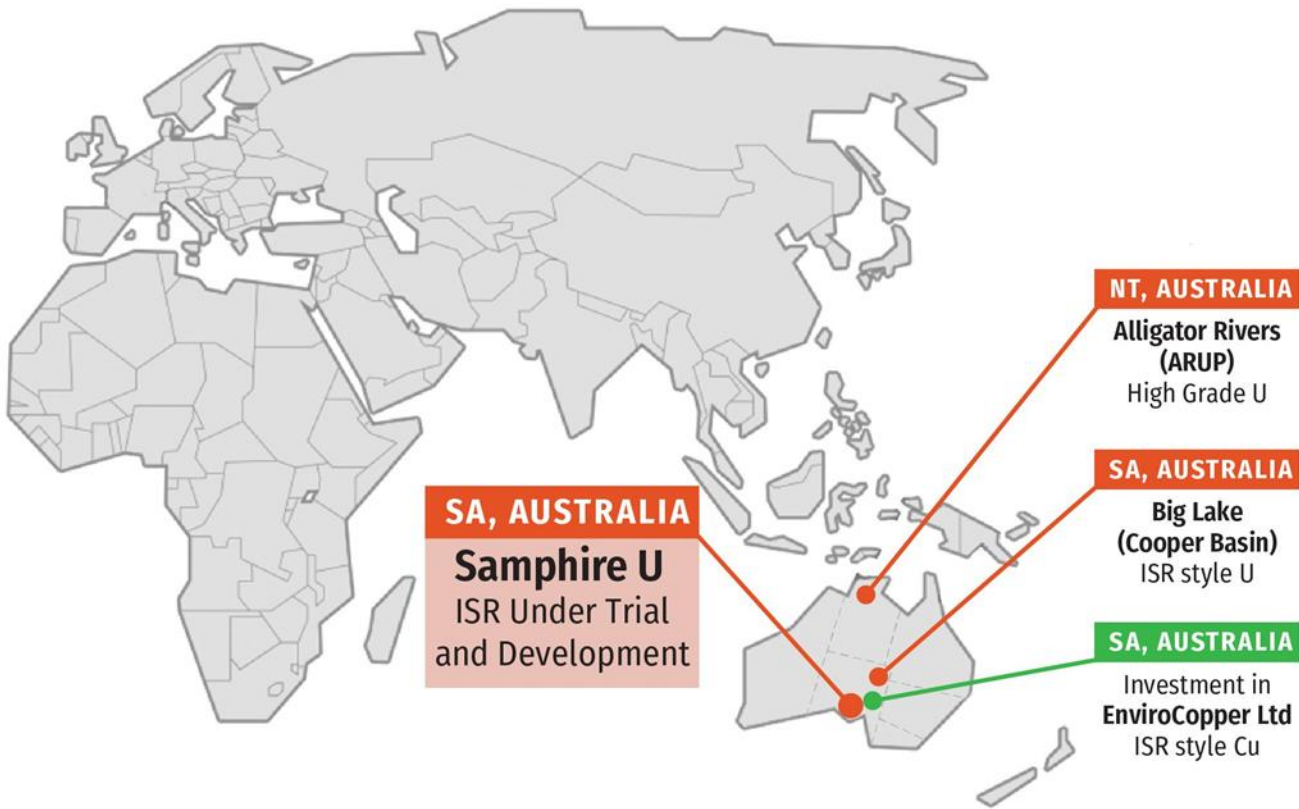 NT, AUSTRALIA
Alligator Rivers
(ARUP)
High Grade U
SA, AUSTRALIA
Big Lake
(Cooper Basin)
ISR style U
SA, AUSTRALIA
Samphire U
ISR Under Trial
and Development
SA, AUSTRALIA
Investment in
EnviroCopper Ltd
ISR style Cu